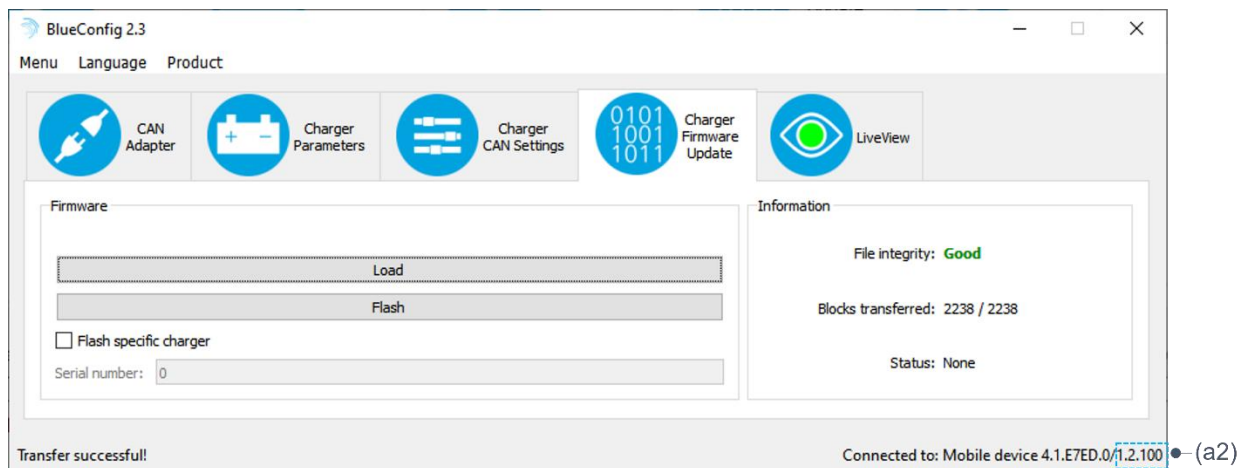 BlueConfig 2.3
Menu Language Product
CAN
Adapter
Charger
Parameters
Charger
CAN Settings
0101
1001
1011
Charger
Firmware
Update
LiveView
Firmware
Load
Flash
Flash specific charger
Serial number: 0
Information
File integrity: Good
Blocks transferred: 2238 / 2238
Status: None
Transfer successful!
Connected to: Mobile device 4.1.E7ED.0/1.2.100
(a2)